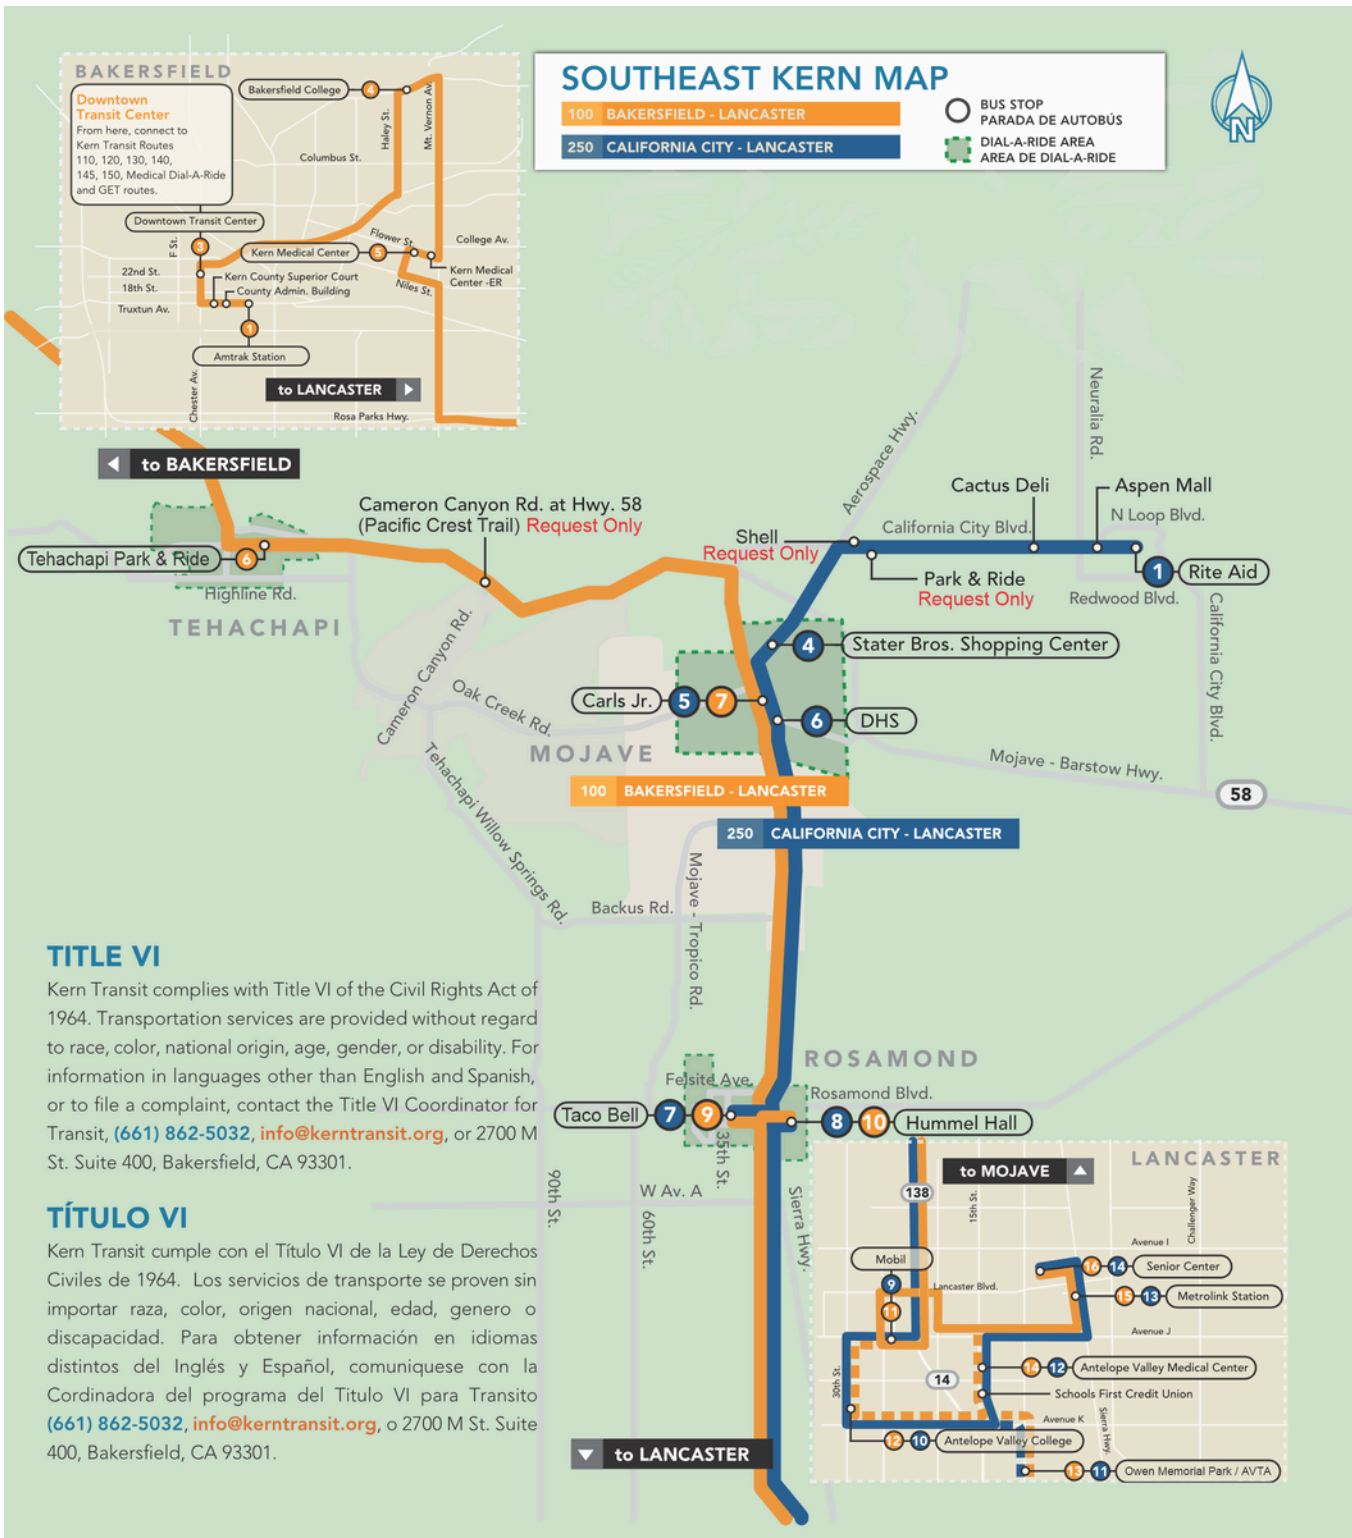 BAKERSFIELD
Downtown
Transit Center
From here, connect to
Kern Transit Routes
110, 120, 130, 140,
145, 150, Medical Dial-A-Ride
and GET routes.
Bakersfield College
4
Haley St.
Mt. Vernon Av.
Columbus St.
Downtown Transit Center
F St.
3
Kern Medical Center
5
Flower St.
College Av.
Kern Medical
Center -ER
22nd St.
18th St.
Truxtun Av.
Kern County Superior Court
County Admin. Building
Niles St.
1
Amtrak Station
Chester Av.
to LANCASTER
Rosa Parks Hwy.
SOUTHEAST KERN MAP
100 BAKERSFIELD - LANCASTER
250 CALIFORNIA CITY - LANCASTER
BUS STOP
PARADA DE AUTOBÚS
DIAL-A-RIDE AREA
AREA DE DIAL-A-RIDE
N
to BAKERSFIELD
Tehachapi Park & Ride
6
Highline Rd.
TEHACHAPI
Cameron Canyon Rd. at Hwy. 58
(Pacific Crest Trail) Request Only
Cameron Canyon Rd.
Oak Creek Rd.
Tehachapi Willow Springs Rd.
Aerospace Hwy.
Neuralia Rd.
Shell
Request Only
California City Blvd.
Cactus Deli
Aspen Mall
N Loop Blvd.
Park & Ride
Request Only
1
Rite Aid
Redwood Blvd.
California City Blvd.
4
Stater Bros. Shopping Center
Carls Jr.
5
7
6
DHS
MOJAVE
Mojave - Barstow Hwy.
58
100 BAKERSFIELD - LANCASTER
250 CALIFORNIA CITY - LANCASTER
Backus Rd.
Mojave - Tropico Rd.
ROSAMOND
Felsite Ave.
Rosamond Blvd.
Taco Bell
7
9
8
10
Hummel Hall
35th St.
W Av. A
90th St.
60th St.
Sierra Hwy.
to LANCASTER
TITLE VI
Kern Transit complies with Title VI of the Civil Rights Act of
1964. Transportation services are provided without regard
to race, color, national origin, age, gender, or disability. For
information in languages other than English and Spanish,
or to file a complaint, contact the Title VI Coordinator for
Transit, (661) 862-5032, info@kerntransit.org, or 2700 M
St. Suite 400, Bakersfield, CA 93301.
TÍTULO VI
Kern Transit cumple con el Título VI de la Ley de Derechos
Civiles de 1964. Los servicios de transporte se proven sin
importar raza, color, origen nacional, edad, genero o
discapacidad. Para obtener información en idiomas
distintos del Inglés y Español, comuniquese con la
Cordinadora del programa del Titulo VI para Transito
(661) 862-5032, info@kerntransit.org, o 2700 M St. Suite
400, Bakersfield, CA 93301.
to MOJAVE
LANCASTER
138
15th St.
Challenger Way
Avenue I
Mobil
9
11
Lancaster Blvd.
16
14
Senior Center
15
13
Metrolink Station
Avenue J
30th St.
14
14
12
Antelope Valley Medical Center
Schools First Credit Union
Avenue K
Sierra Hwy.
12
10
Antelope Valley College
13
11
Owen Memorial Park / AVTA